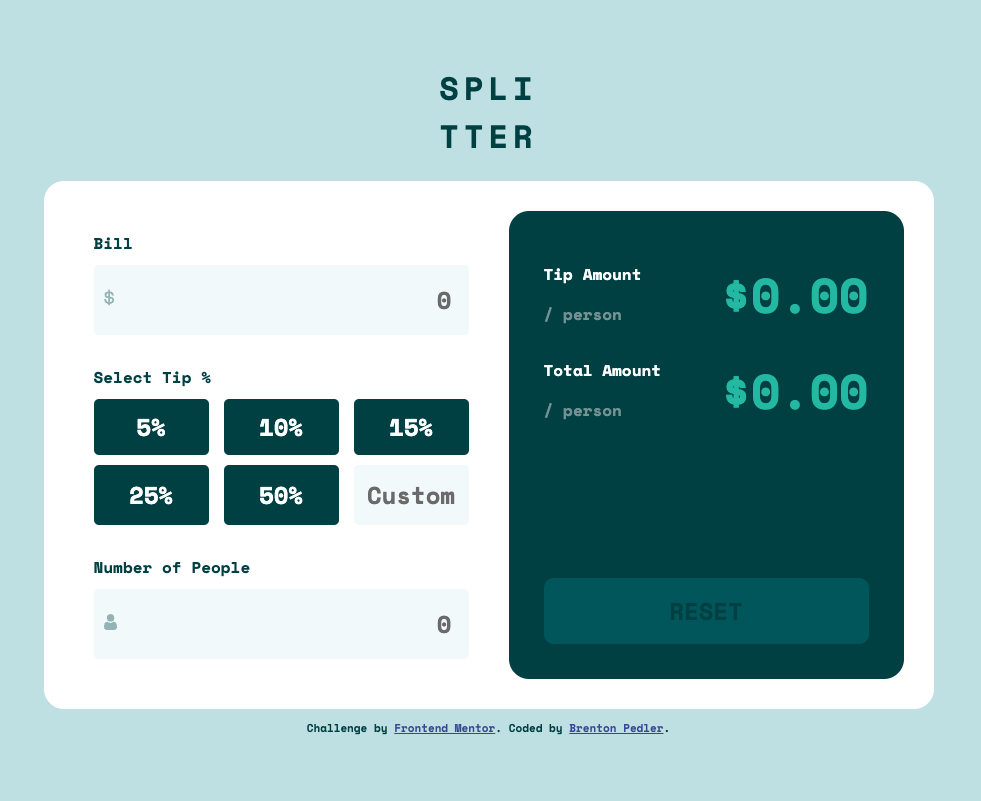 SPLI
TTER
Bill
$ 0
Select Tip %
5% 10% 15%
25% 50% Custom
Number of People
0
Tip Amount
/ person
$0.00
Total Amount
/ person
$0.00
RESET
Challenge by Frontend Mentor. Coded by Brenton Pedler.